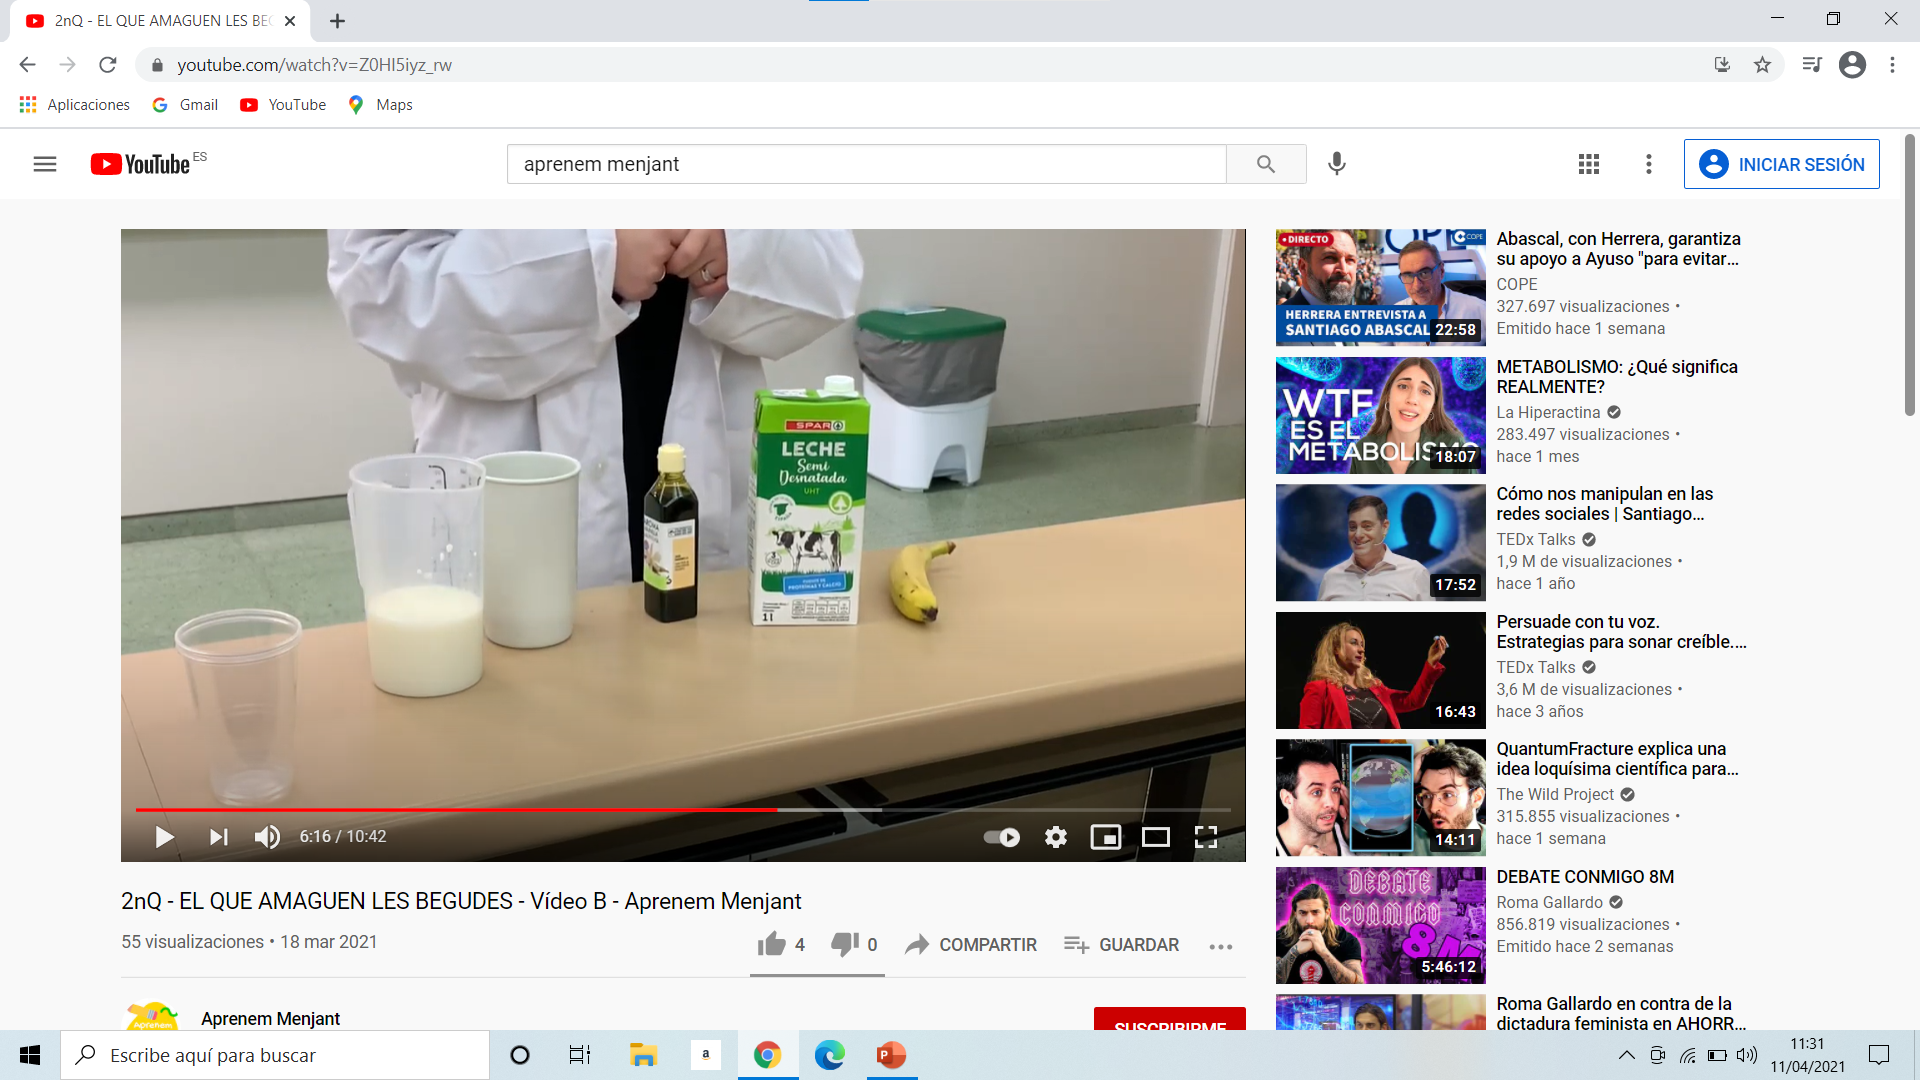 2nQ - EL QUE AMAGUEN LES BEG
youtube.com/watch?v=Z0HI5iyz_rw
Aplicaciones
Gmail
YouTube
Maps
YouTube ES
aprenem menjant
INICIAR SESIÓN
SPAR
LECHE
Semi
Desnatada
UHT
1l
6:16 / 10:42
2nQ - EL QUE AMAGUEN LES BEGUDES - Vídeo B - Aprenem Menjant
55 visualizaciones • 18 mar 2021
4
0
COMPARTIR
GUARDAR
Aprenem
Aprenem Menjant
SUSCRIBIRME
DIRECTO
COPE
HERRERA ENTREVISTA A
SANTIAGO ABASCAL
22:58
Abascal, con Herrera, garantiza
su apoyo a Ayuso "para evitar...
COPE
327.697 visualizaciones •
Emitido hace 1 semana
WTF
ES EL
METABOLISMO
18:07
METABOLISMO: ¿Qué significa
REALMENTE?
La Hiperactina
283.497 visualizaciones •
hace 1 mes
17:52
Cómo nos manipulan en las
redes sociales | Santiago...
TEDx Talks
1,9 M de visualizaciones •
hace 1 año
16:43
Persuade con tu voz.
Estrategias para sonar creíble....
TEDx Talks
3,6 M de visualizaciones •
hace 3 años
14:11
QuantumFracture explica una
idea loquísima científica para...
The Wild Project
315.855 visualizaciones •
hace 1 semana
DEBATE
CONMIGO
8M
5:46:12
DEBATE CONMIGO 8M
Roma Gallardo
856.819 visualizaciones •
Emitido hace 2 semanas
Roma Gallardo en contra de la
dictadura feminista en AHORR...
Escribe aquí para buscar
a
P
11:31
11/04/2021